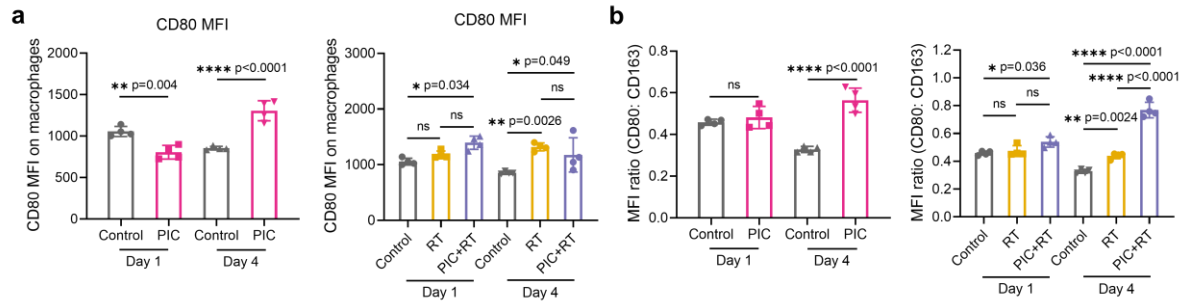 a
CD80 MFI
CD80 MFI on macrophages
2000
1500
1000
500
0
** p=0.004
**** p<0.0001
Control PIC Control PIC
Day 1 Day 4
CD80 MFI
CD80 MFI on macrophages
3000
2000
1000
0
* p=0.049
* p=0.034
ns
ns
ns
** p=0.0026
Control RT PIC+RT Control RT PIC+RT
Day 1 Day 4
b
MFI ratio (CD80: CD163)
0.8
0.6
0.4
0.2
0.0
ns
**** p<0.0001
Control PIC Control PIC
Day 1 Day 4
MFI ratio (CD80: CD163)
1.2
1.0
0.8
0.6
0.4
0.2
0.0
**** p<0.0001
* p=0.036
**** p<0.0001
ns ns
** p=0.0024
Control RT PIC+RT Control RT PIC+RT
Day 1 Day 4